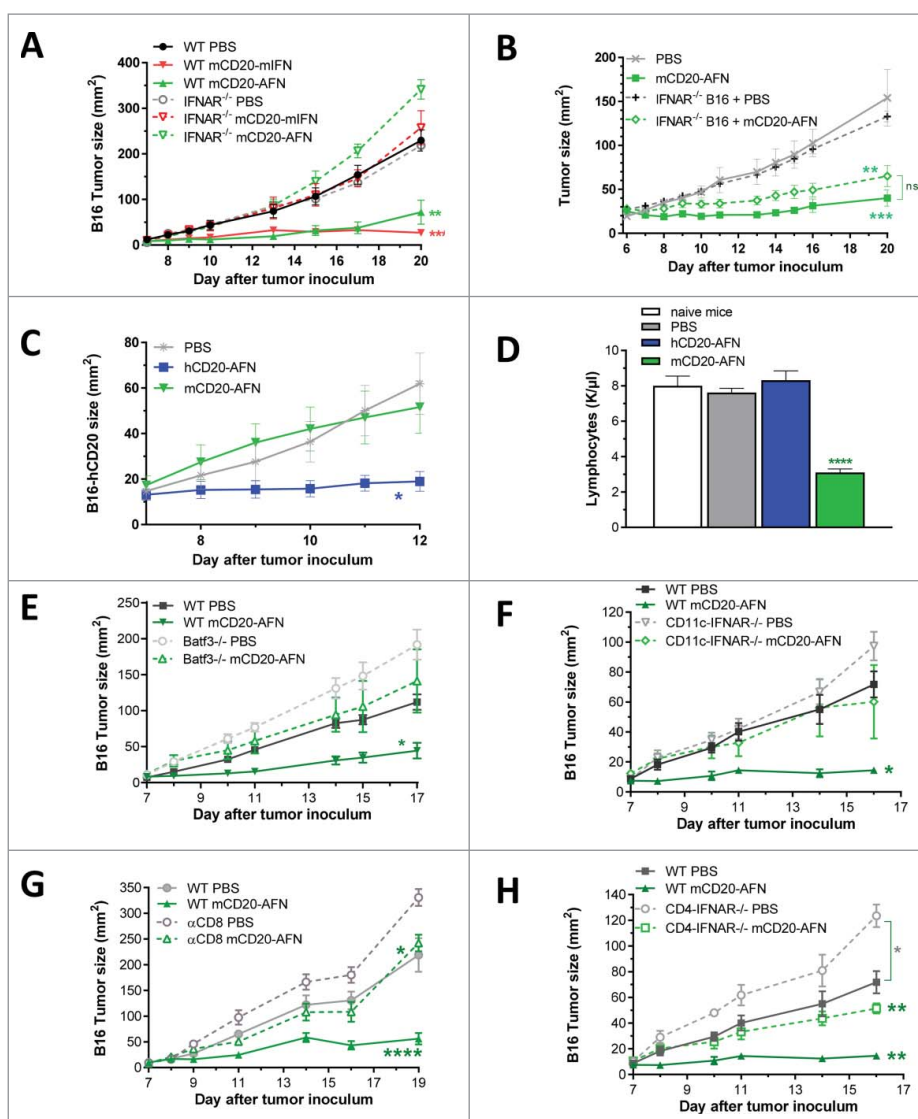 A
WT PBS
WT mCD20-mIFN
WT mCD20-AFN
IFNAR-/- PBS
IFNAR-/- mCD20-mIFN
IFNAR-/- mCD20-AFN
B16 Tumor size (mm²)
400
300
200
100
0
**
***
8 10 12 14 16 18 20
Day after tumor inoculum
B
PBS
mCD20-AFN
IFNAR-/- B16 + PBS
IFNAR-/- B16 + mCD20-AFN
Tumor size (mm²)
200
150
100
50
0
**
ns
***
6 7 8 9 10 11 12 13 14 15 16 17 18 19 20
Day after tumor inoculum
C
PBS
hCD20-AFN
mCD20-AFN
B16-hCD20 size (mm²)
80
60
40
20
0
*
8 10 12
Day after tumor inoculum
D
naive mice
PBS
hCD20-AFN
mCD20-AFN
Lymphocytes (K/µl)
10
8
6
4
2
0
****
E
WT PBS
WT mCD20-AFN
Batf3-/- PBS
Batf3-/- mCD20-AFN
B16 Tumor size (mm²)
250
200
150
100
50
0
*
7 9 11 13 15 17
Day after tumor inoculum
F
WT PBS
WT mCD20-AFN
CD11c-IFNAR-/- PBS
CD11c-IFNAR-/- mCD20-AFN
B16 Tumor size (mm²)
120
100
80
60
40
20
0
*
7 9 11 13 15 17
Day after tumor inoculum
G
WT PBS
WT mCD20-AFN
αCD8 PBS
αCD8 mCD20-AFN
B16 Tumor size (mm²)
350
300
250
200
150
100
50
0
*
****
7 9 11 13 15 17 19
Day after tumor inoculum
H
WT PBS
WT mCD20-AFN
CD4-IFNAR-/- PBS
CD4-IFNAR-/- mCD20-AFN
B16 Tumor size (mm²)
140
120
100
80
60
40
20
0
*
**
**
7 9 11 13 15 17
Day after tumor inoculum